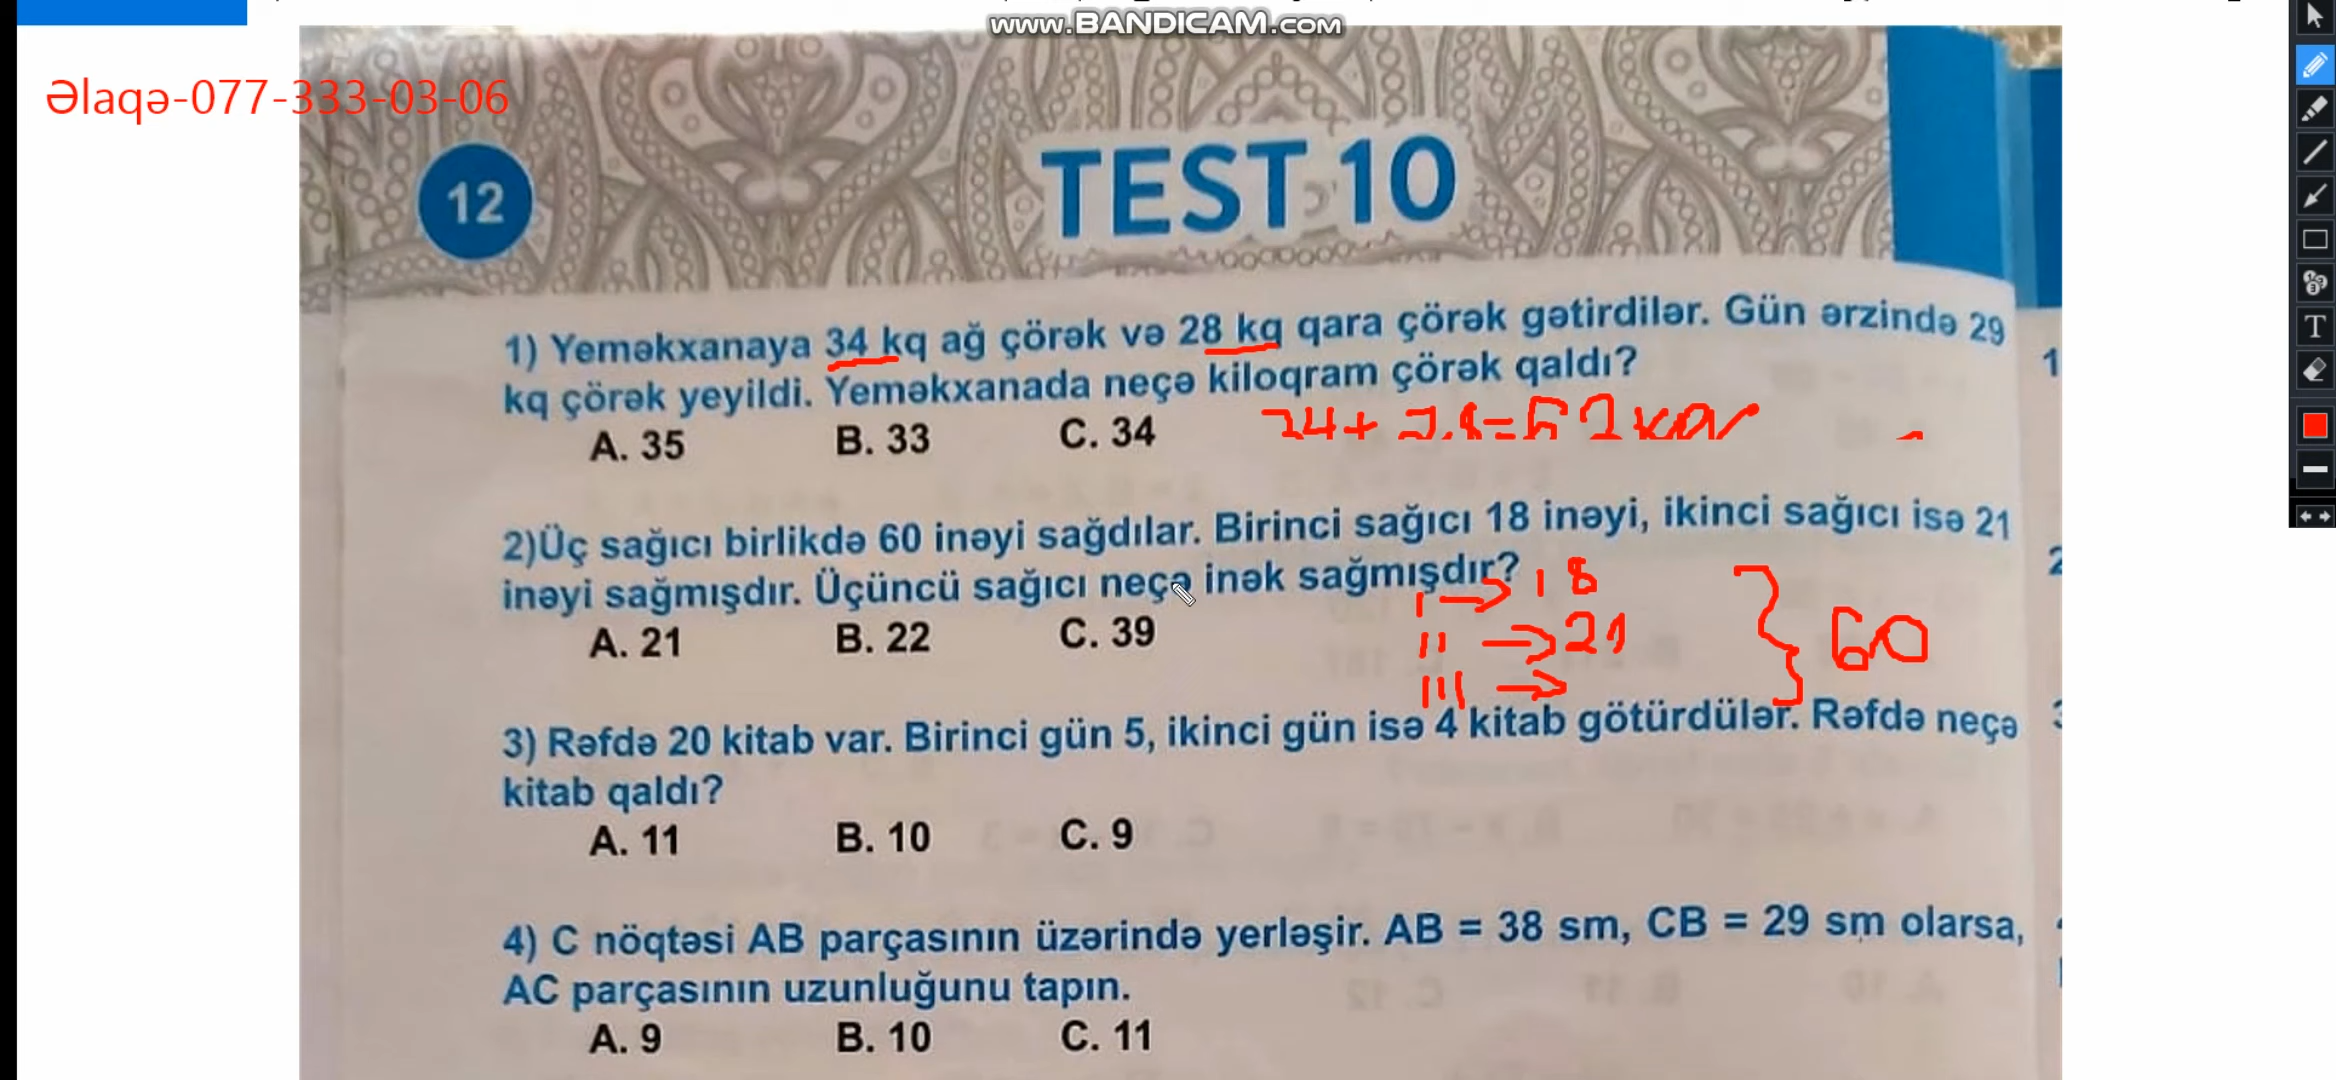 www.BANDICAM.com
Əlaqə-077-333-03-06
12
TEST 10
1) Yeməkxanaya 34 kq ağ çörək və 28 kq qara çörək gətirdilər. Gün ərzində 29
kq çörək yeyildi. Yeməkxanada neçə kiloqram çörək qaldı?
A. 35 B. 33 C. 34
2)Üç sağıcı birlikdə 60 inəyi sağdılar. Birinci sağıcı 18 inəyi, ikinci sağıcı isə 21
inəyi sağmışdır. Üçüncü sağıcı neçə inək sağmışdır?
A. 21 B. 22 C. 39
I → 18
II → 21
III →
60
3) Rəfdə 20 kitab var. Birinci gün 5, ikinci gün isə 4 kitab götürdülər. Rəfdə neçə
kitab qaldı?
A. 11 B. 10 C. 9
4) C nöqtəsi AB parçasının üzərində yerləşir. AB = 38 sm, CB = 29 sm olarsa,
AC parçasının uzunluğunu tapın.
A. 9 B. 10 C. 11